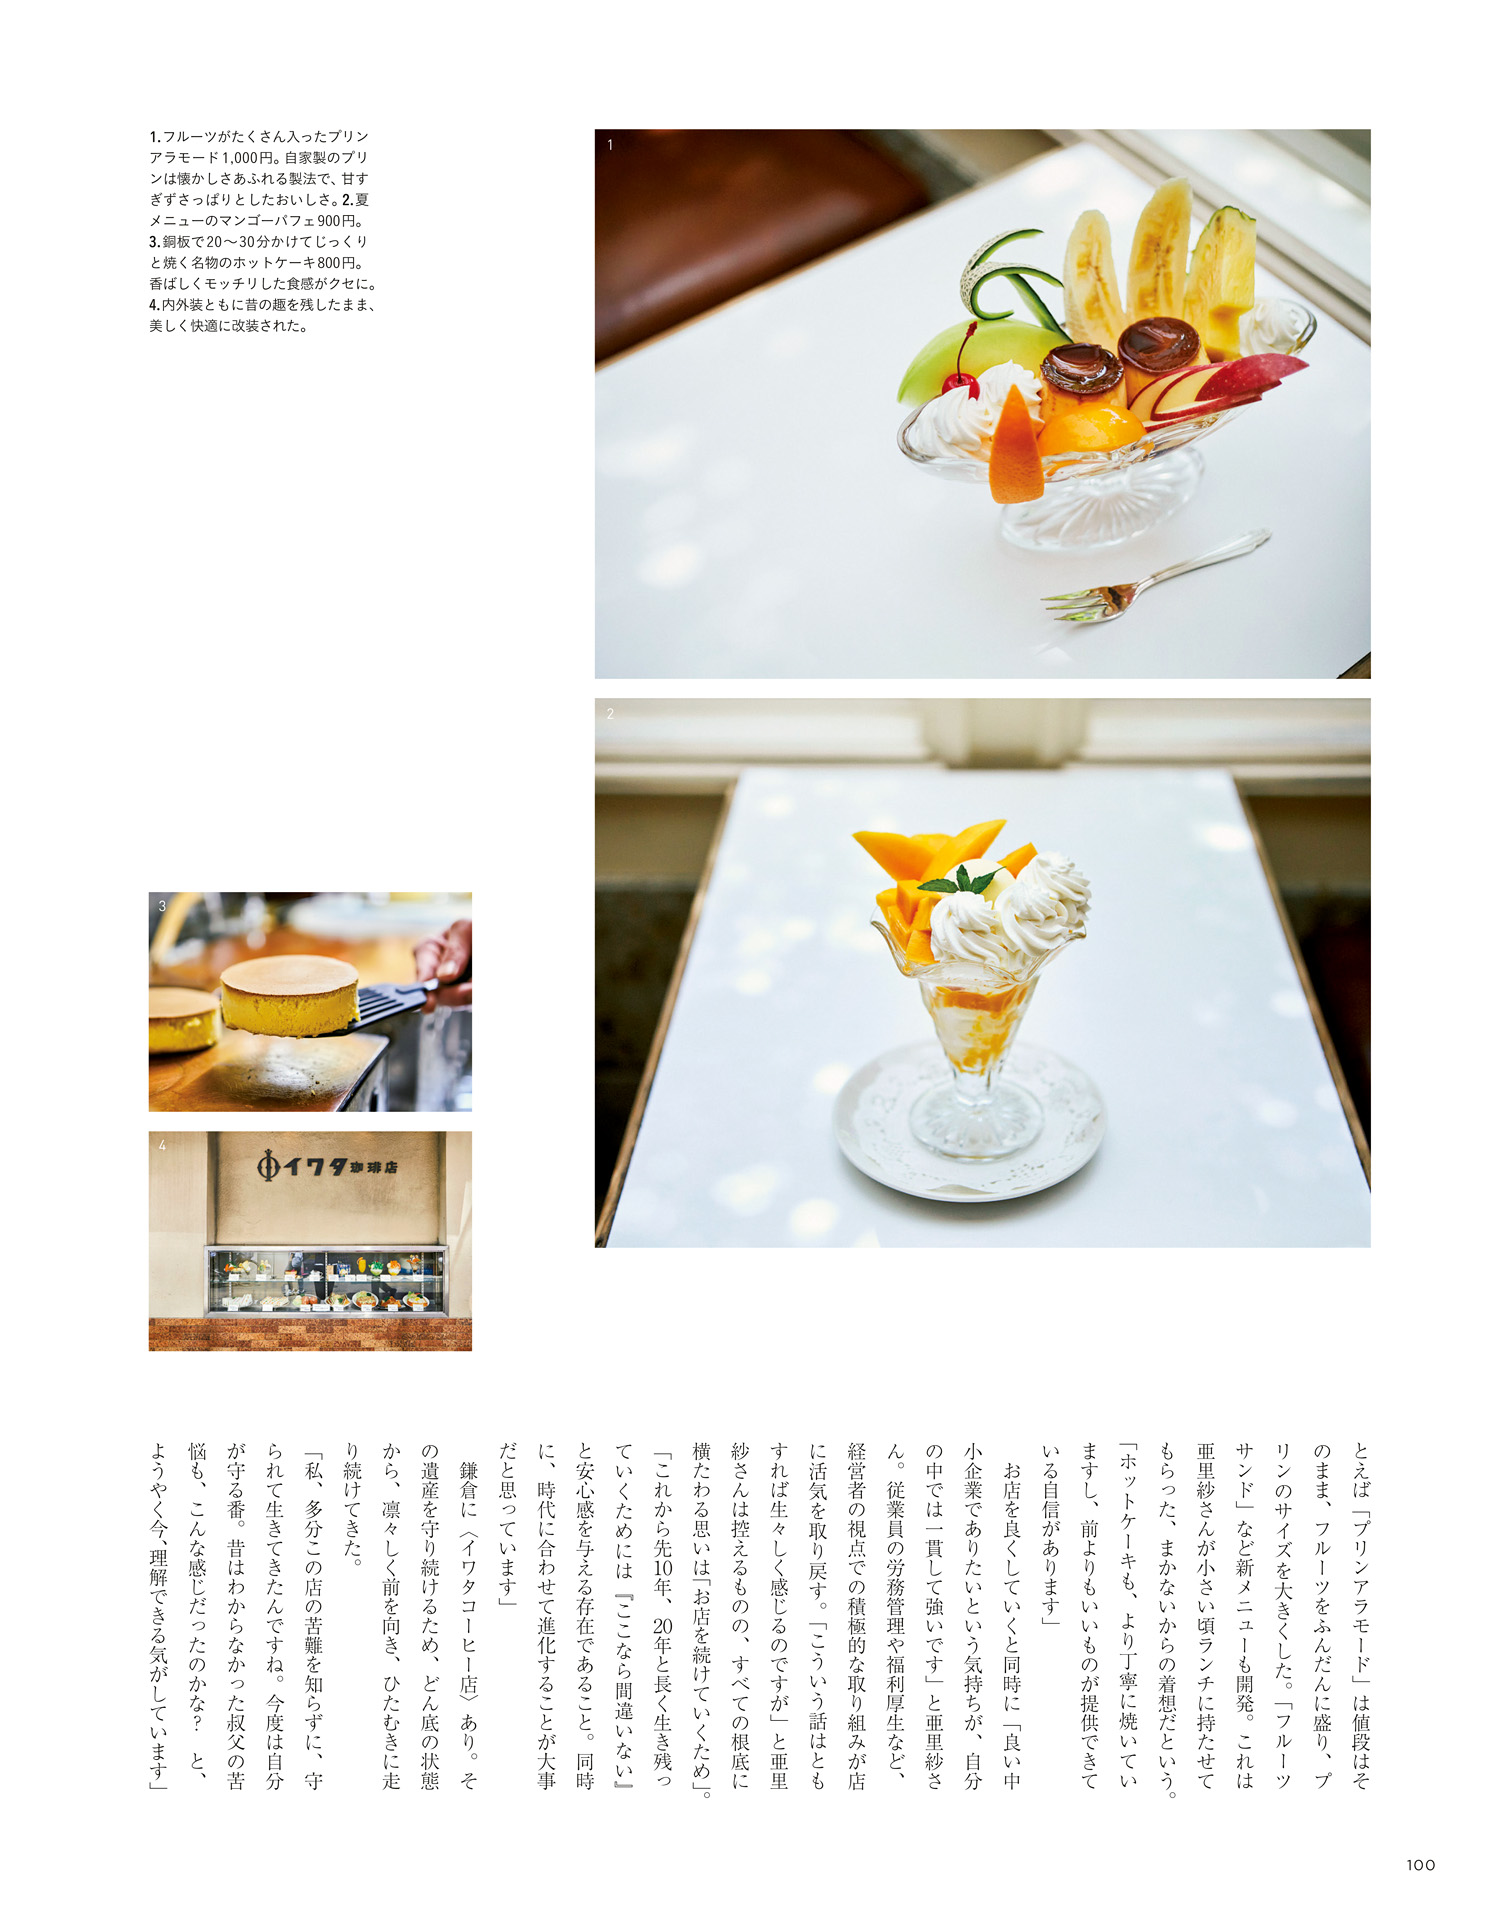 1.フルーツがたくさん入ったプリン
アラモード1,000円。自家製のプリ
ンは懐かしさあふれる製法で、甘す
ぎずさっぱりとしたおいしさ。2.夏
メニューのマンゴーパフェ900円。
3.銅板で20〜30分かけてじっくり
と焼く名物のホットケーキ800円。
香ばしくモッチリした食感がクセに。
4.内外装ともに昔の趣を残したまま、
美しく快適に改装された。
1
2
3
4
イワタ珈琲店
とえば「プリンアラモード」は値段はそ
のまま、フルーツをふんだんに盛り、プ
リンのサイズを大きくした。「フルーツ
サンド」など新メニューも開発。これは
亜里紗さんが小さい頃ランチに持たせて
もらった、まかないからの着想だという。
「ホットケーキも、より丁寧に焼いてい
ますし、前よりもいいものが提供できて
いる自信があります」
お店を良くしていくと同時に「良い中
小企業でありたいという気持ちが、自分
の中では一貫して強いです」と亜里紗さ
ん。従業員の労務管理や福利厚生など、
経営者の視点での積極的な取り組みが店
に活気を取り戻す。「こういう話はとも
すれば生々しく感じるのですが」と亜里
紗さんは控えるものの、すべての根底に
横たわる思いは「お店を続けていくため」。
「これから先10年、20年と長く生き残っ
ていくためには『ここなら間違いない』
と安心感を与える存在であること。同時
に、時代に合わせて進化することが大事
だと思っています」
鎌倉に〈イワタコーヒー店〉あり。そ
の遺産を守り続けるため、どん底の状態
から、凛々しく前を向き、ひたむきに走
り続けてきた。
「私、多分この店の苦難を知らずに、守
られて生きてきたんですね。今度は自分
が守る番。昔はわからなかった叔父の苦
悩も、こんな感じだったのかな？ と、
ようやく今、理解できる気がしています」
100